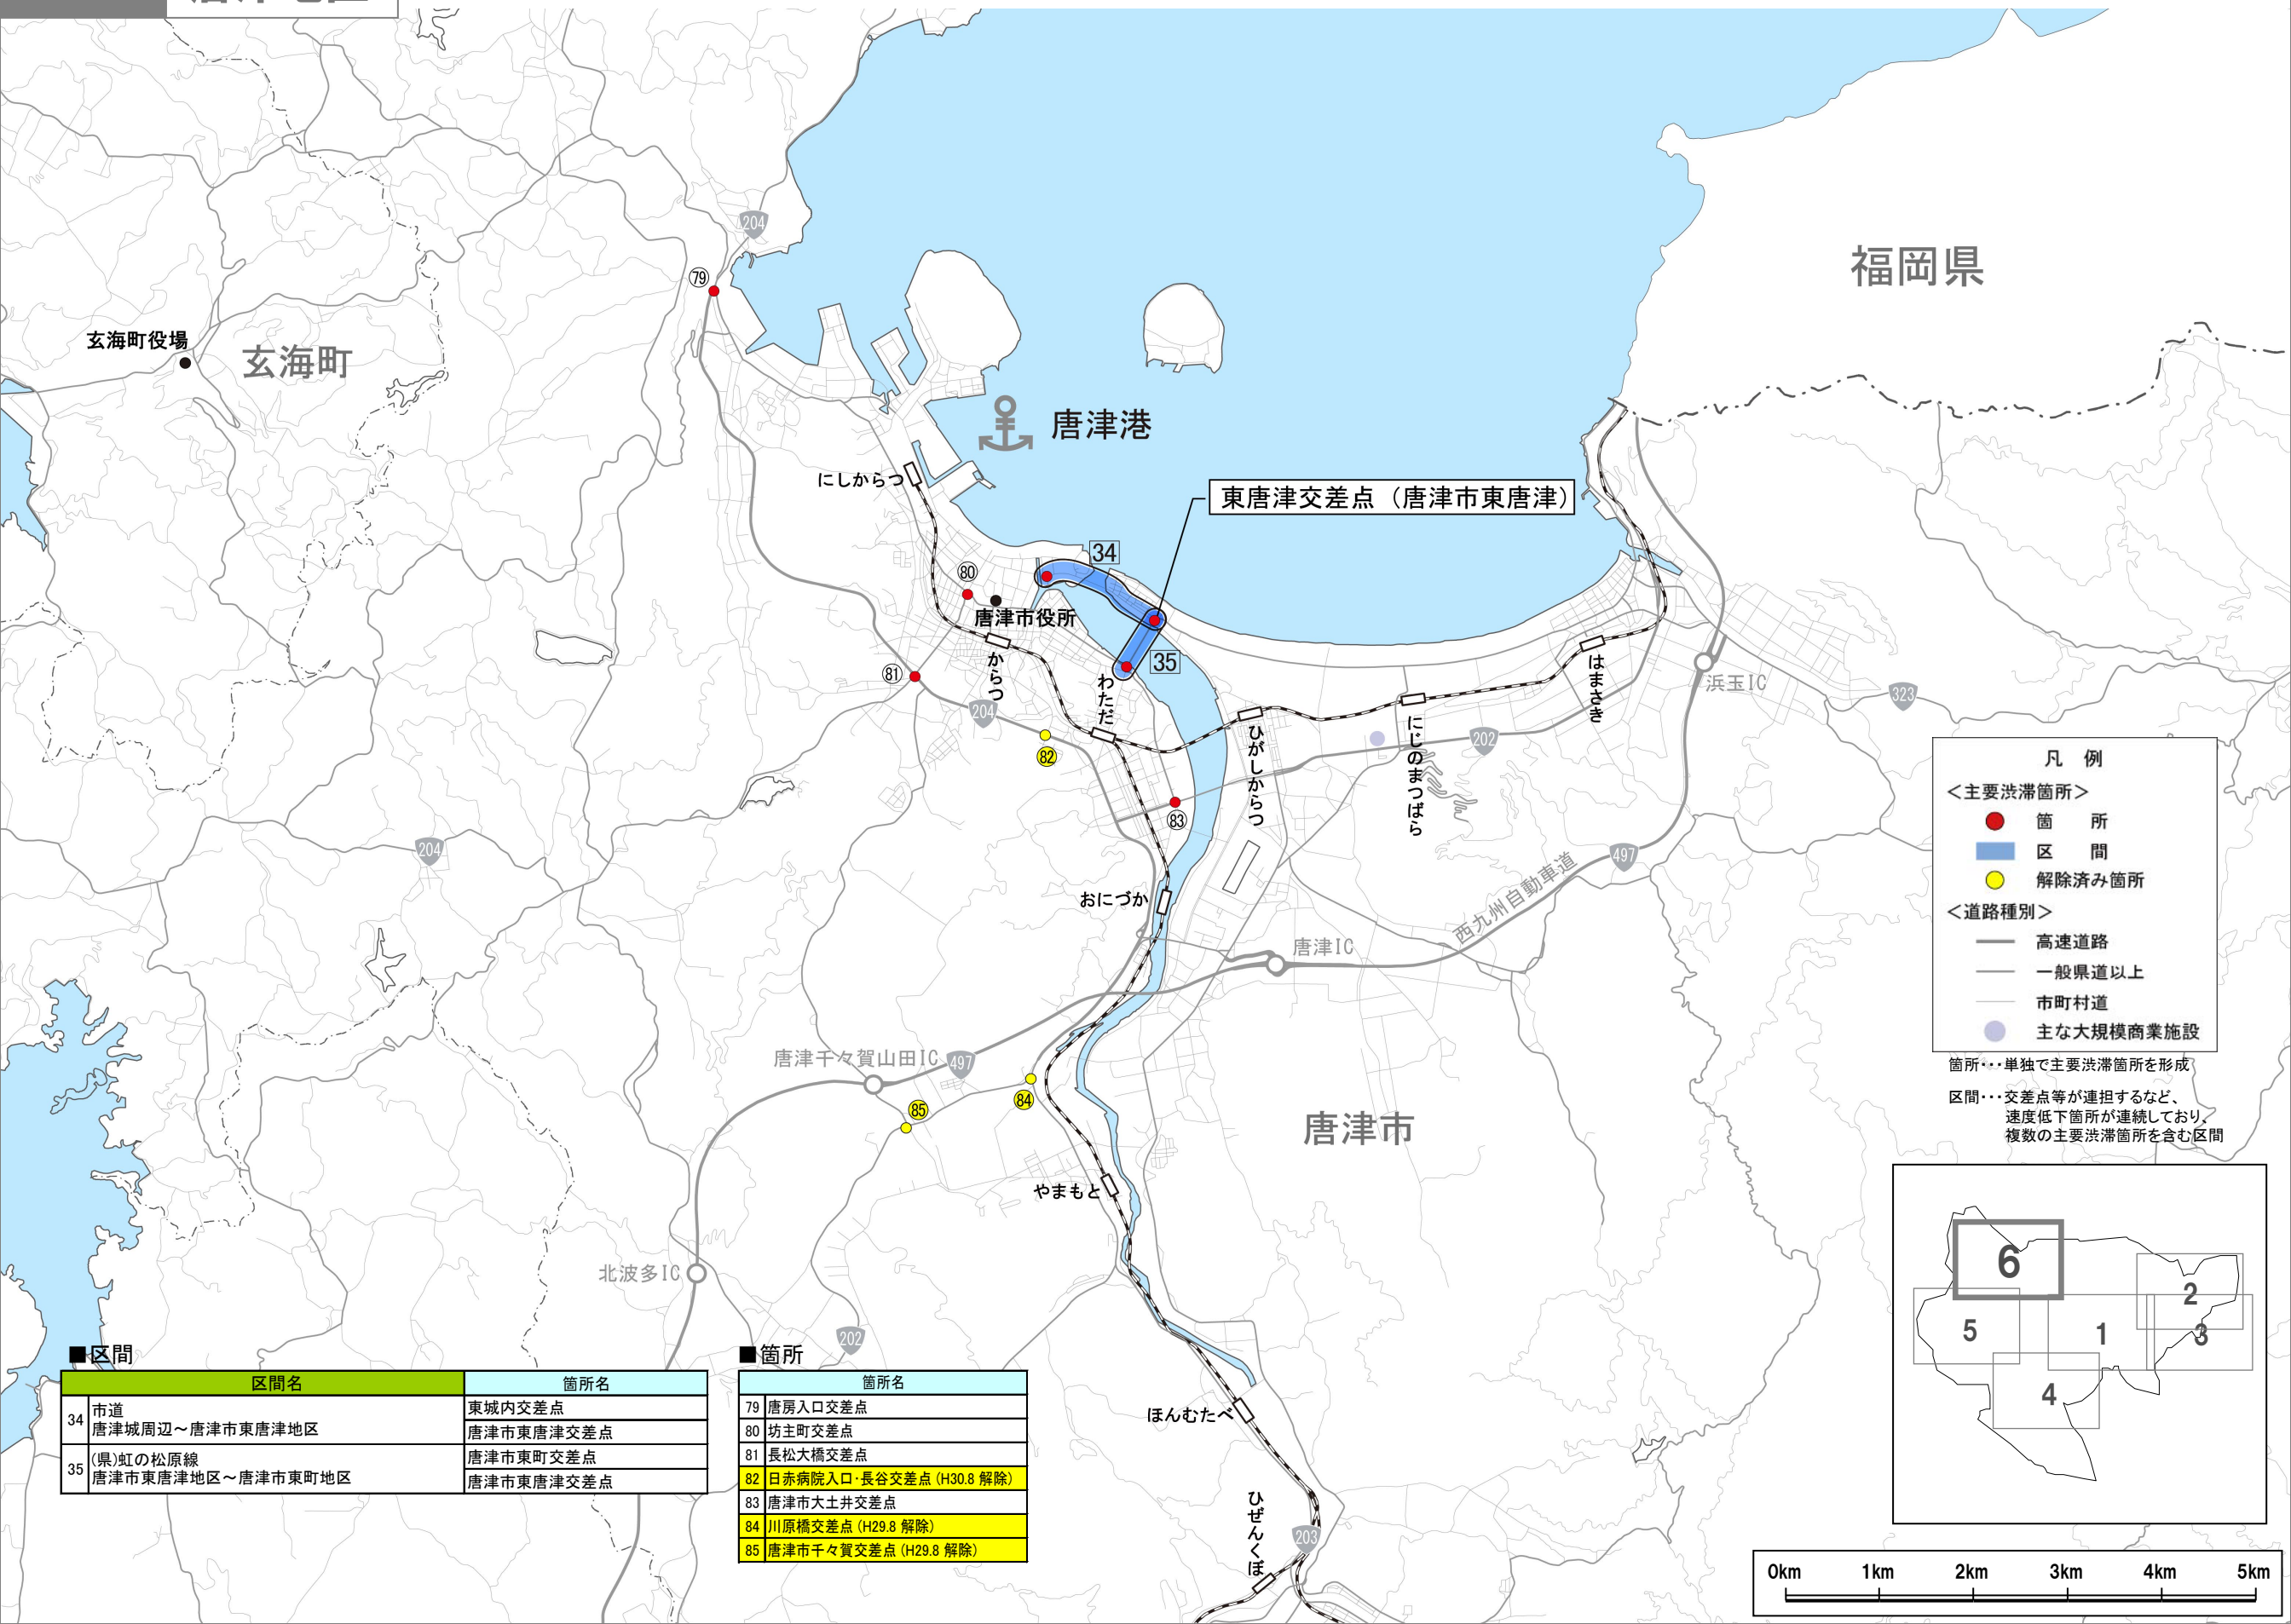 204
福岡県
79
玄海町役場
玄海町
唐津港
にしからつ
東唐津交差点（唐津市東唐津）
34
80
唐津市役所
35
81
からつ
わただ
204
はまさき
浜玉IC
323
82
ひがしからつ
にじのまつばら
202
83
204
497
西九州自動車道
おにづか
唐津IC
唐津千々賀山田IC
497
84
85
唐津市
やまもと
北波多IC
202
ほんむたべ
ひぜんくぼ
203
凡　例
＜主要渋滞箇所＞
箇　所
区　間
解除済み箇所
＜道路種別＞
高速道路
一般県道以上
市町村道
主な大規模商業施設
箇所･･･単独で主要渋滞箇所を形成
区間･･･交差点等が連担するなど、
速度低下箇所が連続しており、
複数の主要渋滞箇所を含む区間
6
2
5
1
3
4
0km 1km 2km 3km 4km 5km
■区間
区間名 箇所名
34 市道
唐津城周辺～唐津市東唐津地区
東城内交差点
唐津市東唐津交差点
35 (県)虹の松原線
唐津市東唐津地区～唐津市東町地区
唐津市東町交差点
唐津市東唐津交差点
■箇所
箇所名
79 唐房入口交差点
80 坊主町交差点
81 長松大橋交差点
82 日赤病院入口･長谷交差点 (H30.8 解除)
83 唐津市大土井交差点
84 川原橋交差点 (H29.8 解除)
85 唐津市千々賀交差点 (H29.8 解除)